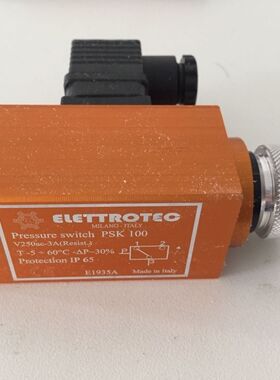 ELETTROTEC
MILANO - ITALY
Pressure switch PSK 100
V250ac-3A(Resist.)
T -5 + 60°C -ΔP~30%
Protection IP 65
P
E1935A
Made in Italy